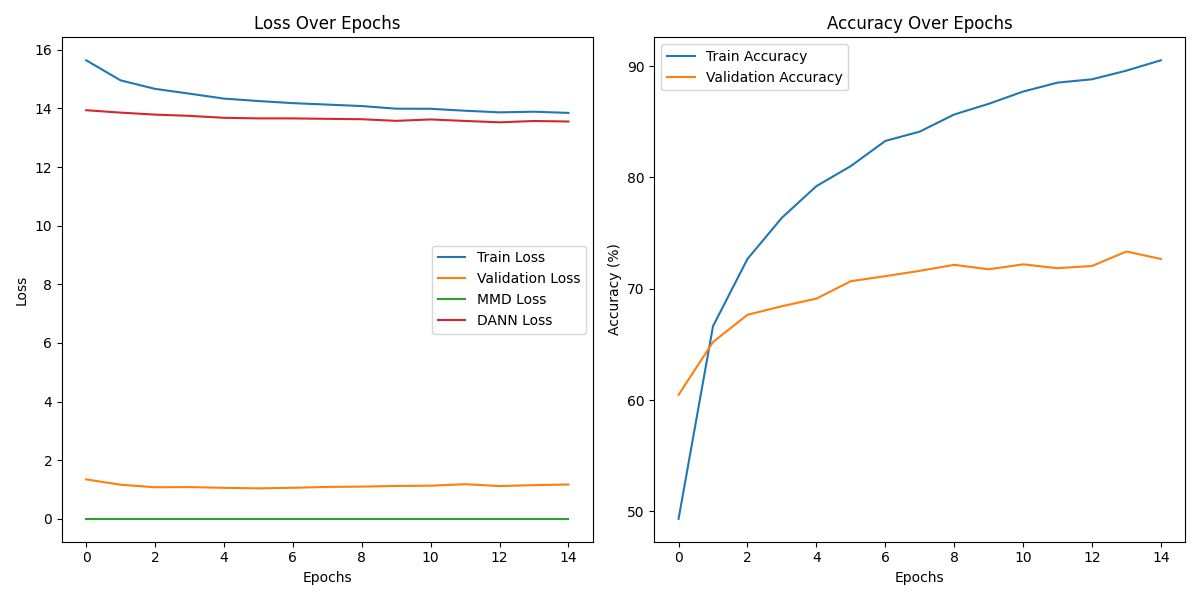 Loss Over Epochs
16
14
12
10
8
6
4
2
0
Loss
Train Loss
Validation Loss
MMD Loss
DANN Loss
0 2 4 6 8 10 12 14
Epochs
Accuracy Over Epochs
90
80
70
60
50
Accuracy (%)
Train Accuracy
Validation Accuracy
0 2 4 6 8 10 12 14
Epochs